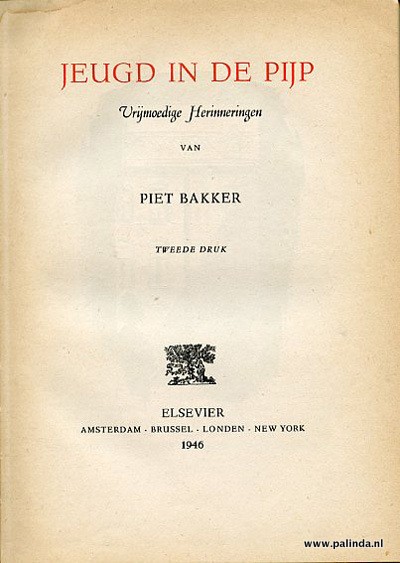 JEUGD IN DE PIJP
Vrijmoedige Herinneringen
VAN
PIET BAKKER
TWEEDE DRUK
ELSEVIER
AMSTERDAM · BRUSSEL · LONDEN · NEW YORK
1946
www.palinda.nl